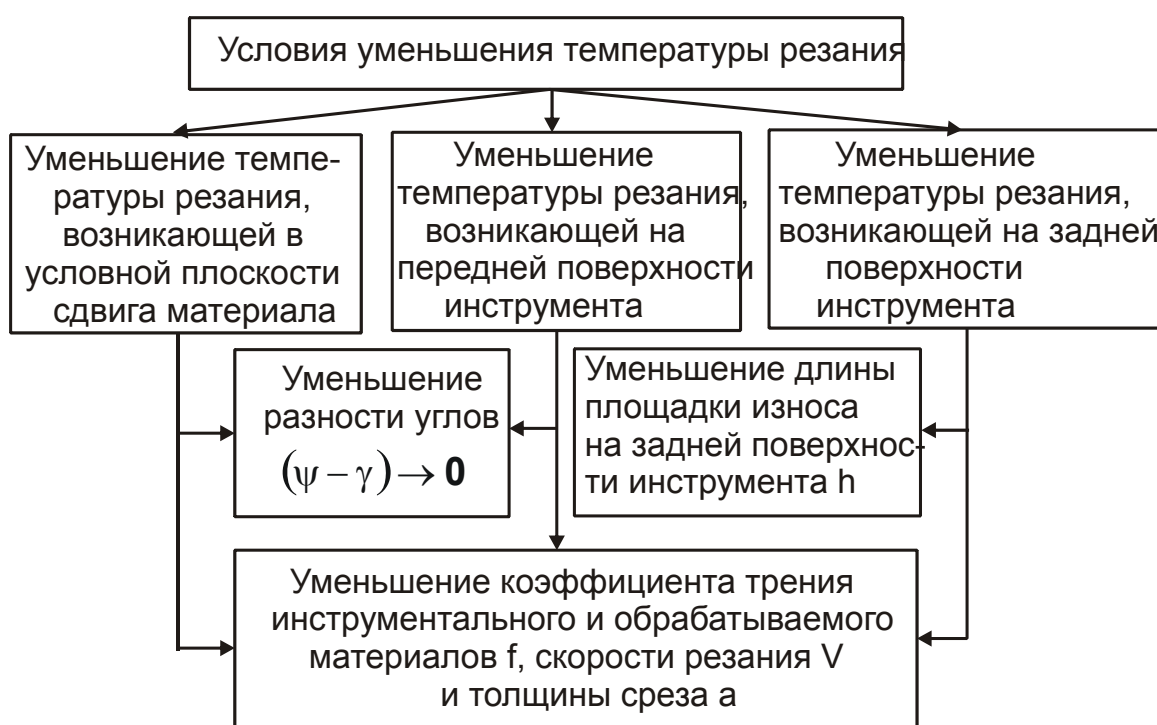 Условия уменьшения температуры резания
Уменьшение темпе-
ратуры резания,
возникающей в
условной плоскости
сдвига материала
Уменьшение
температуры резания,
возникающей на
передней поверхности
инструмента
Уменьшение
температуры резания,
возникающей на задней
поверхности
инструмента
Уменьшение
разности углов
(ψ – γ) → 0
Уменьшение длины
площадки износа
на задней поверхнос-
ти инструмента h
Уменьшение коэффициента трения
инструментального и обрабатываемого
материалов f, скорости резания V
и толщины среза a